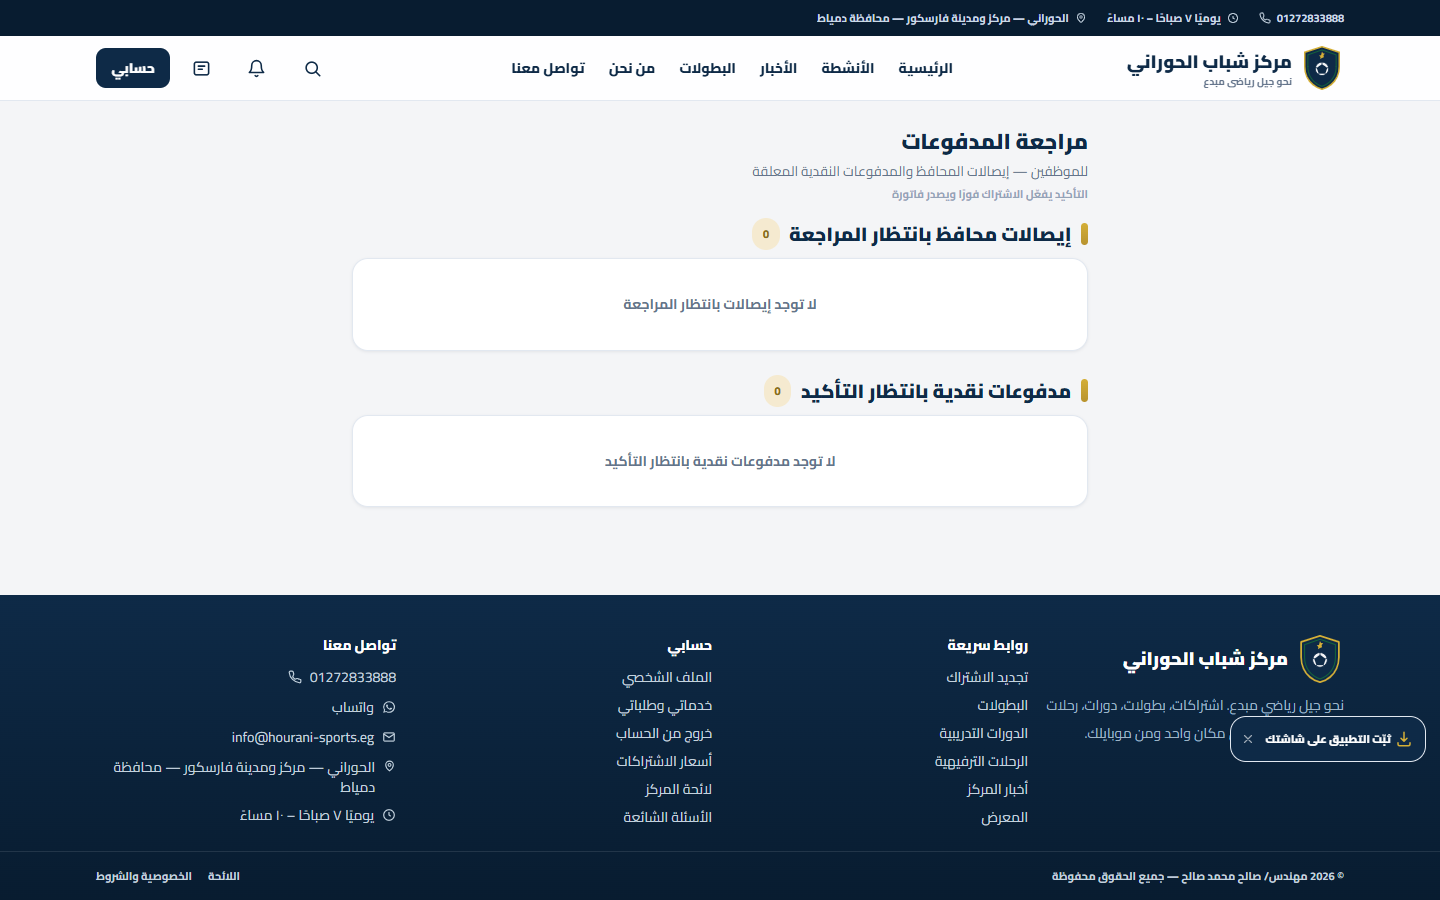 01272833888
يوميًا ٧ صباحًا – ١٠ مساءً
الحوراني — مركز ومدينة فارسكور — محافظة دمياط
مركز شباب الحوراني
نحو جيل رياضي مبدع
الرئيسية
الأنشطة
الأخبار
البطولات
من نحن
تواصل معنا
حسابي
مراجعة المدفوعات
للموظفين — إيصالات المحافظ والمدفوعات النقدية المعلقة
التأكيد يفعّل الاشتراك فورًا ويصدر فاتورة
إيصالات محافظ بانتظار المراجعة
0
لا توجد إيصالات بانتظار المراجعة
مدفوعات نقدية بانتظار التأكيد
0
لا توجد مدفوعات نقدية بانتظار التأكيد
مركز شباب الحوراني
نحو جيل رياضي مبدع. اشتراكات، بطولات، دورات، رحلات
مكان واحد ومن موبايلك.
ثبّت التطبيق على شاشتك
روابط سريعة
تجديد الاشتراك
البطولات
الدورات التدريبية
الرحلات الترفيهية
أخبار المركز
المعرض
حسابي
الملف الشخصي
خدماتي وطلباتي
خروج من الحساب
أسعار الاشتراكات
لائحة المركز
الأسئلة الشائعة
تواصل معنا
01272833888
واتساب
info@hourani-sports.eg
الحوراني — مركز ومدينة فارسكور — محافظة
دمياط
يوميًا ٧ صباحًا – ١٠ مساءً
© 2026 مهندس/ صالح محمد صالح — جميع الحقوق محفوظة
اللائحة
الخصوصية والشروط